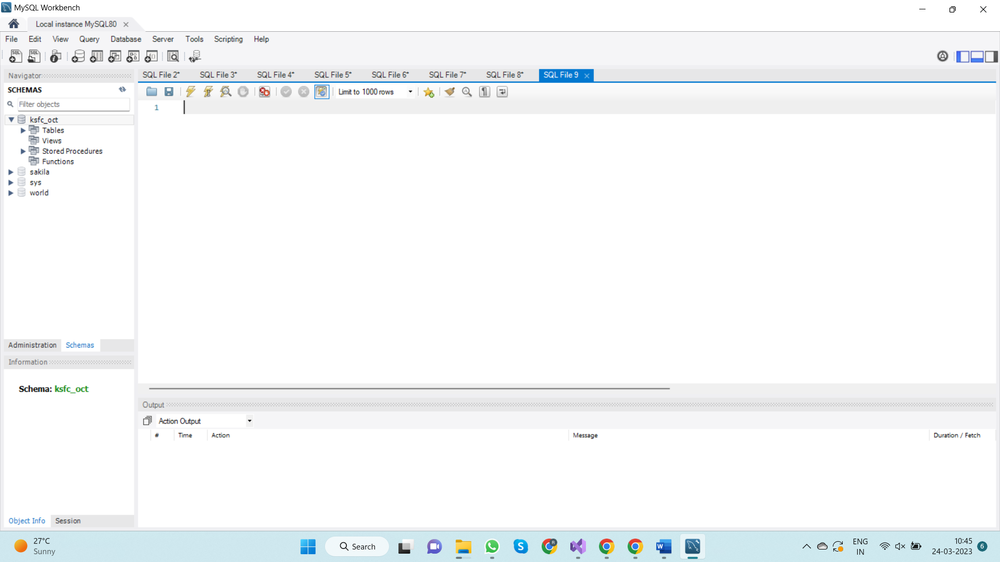 MySQL Workbench
Local instance MySQL80
File Edit View Query Database Server Tools Scripting Help
Navigator
SCHEMAS
Filter objects
ksfc_oct
Tables
Views
Stored Procedures
Functions
sakila
sys
world
Administration Schemas
Information
Schema: ksfc_oct
Object Info Session
SQL File 2* SQL File 3* SQL File 4* SQL File 5* SQL File 6* SQL File 7* SQL File 8* SQL File 9
Limit to 1000 rows
1
Output
Action Output
# Time Action Message Duration / Fetch
27°C
Sunny
Search
ENG
IN
10:45
24-03-2023
6